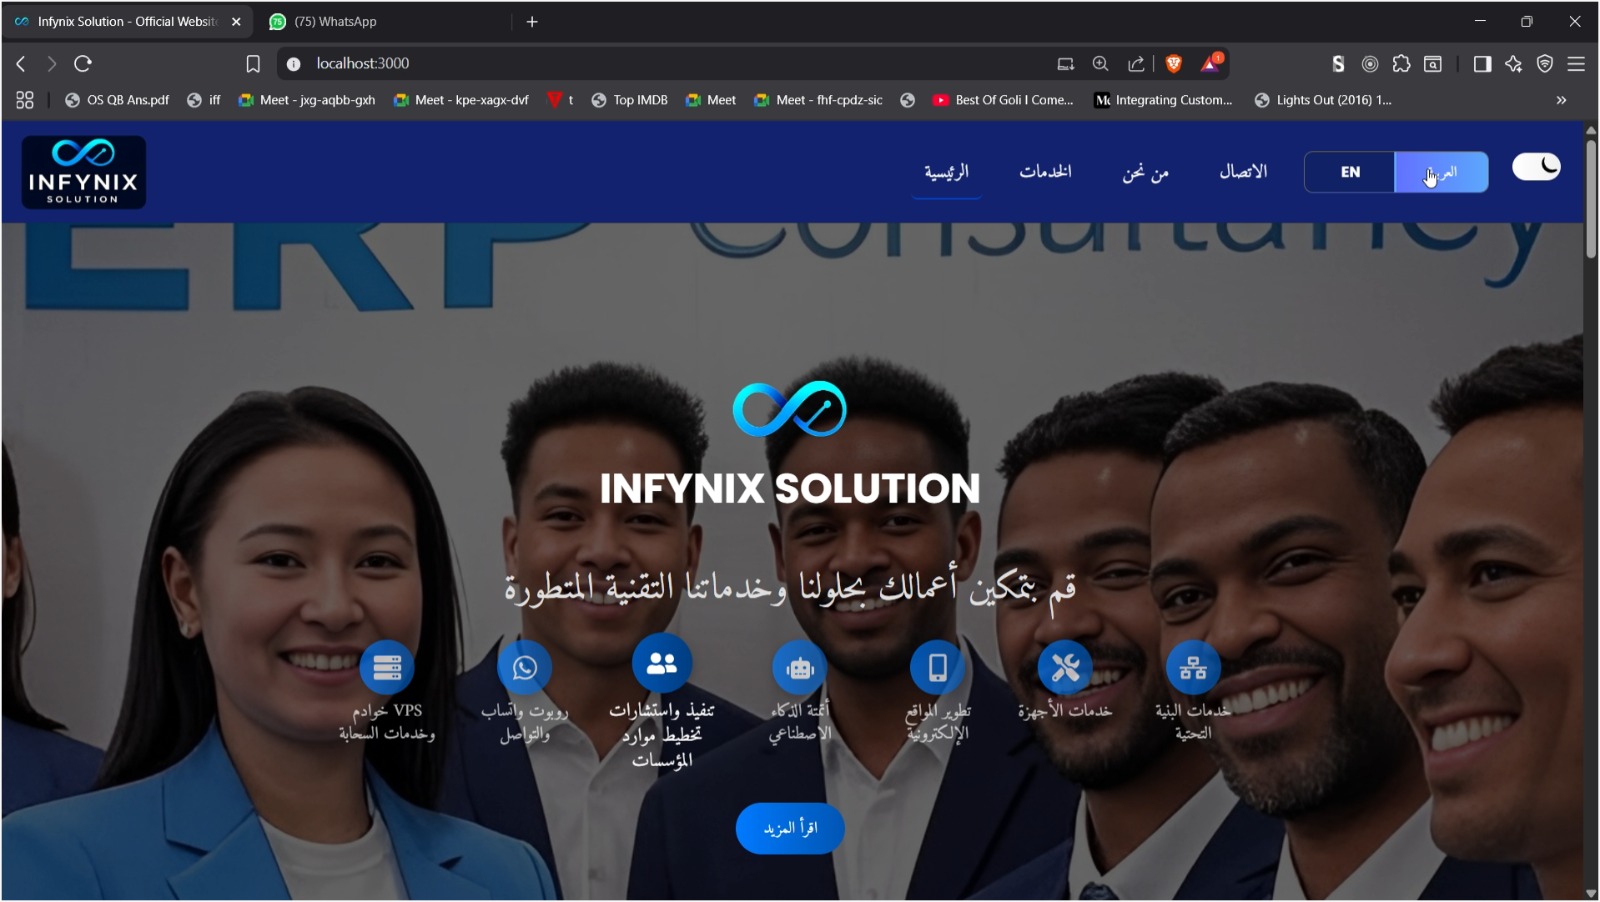 Infynix Solution - Official Website
(75) WhatsApp
localhost:3000
1
OS QB Ans.pdf
iff
Meet - jxg-aqbb-gxh
Meet - kpe-xagx-dvf
t
Top IMDB
Meet
Meet - fhf-cpdz-sic
Best Of Goli I Come...
Integrating Custom...
Lights Out (2016) 1...
INFYNIX
SOLUTION
الرئيسية
الخدمات
من نحن
الاتصال
EN
ERP Consultancy
INFYNIX SOLUTION
قم بتمكين أعمالك بحلولنا وخدماتنا التقنية المتطورة
خدمات البنية
التحتية
خدمات الأجهزة
تطوير المواقع
الإلكترونية
أتمتة الذكاء
الاصطناعي
تنفيذ واستشارات
تخطيط موارد
المؤسسات
روبوت واتساب
والتواصل
خوادم VPS
وخدمات السحابة
اقرأ المزيد